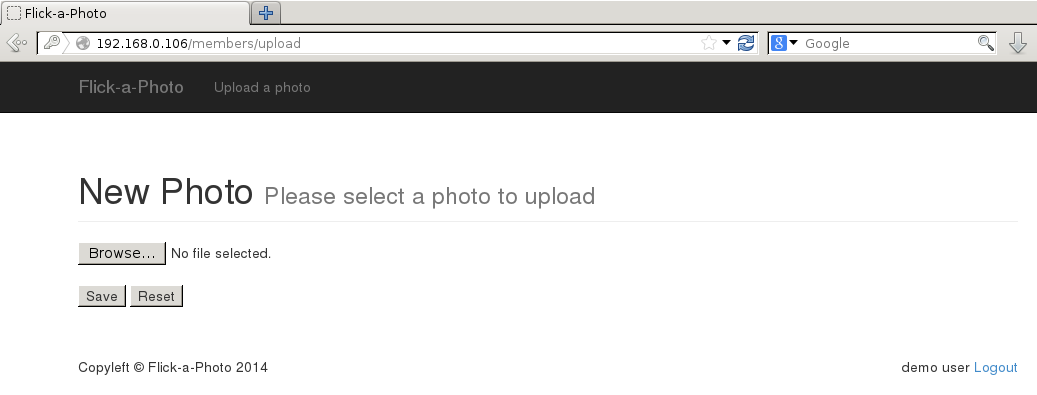 Flick-a-Photo
192.168.0.106/members/upload
Google
Flick-a-Photo Upload a photo
New Photo Please select a photo to upload
Browse... No file selected.
Save Reset
Copyleft © Flick-a-Photo 2014 demo user Logout